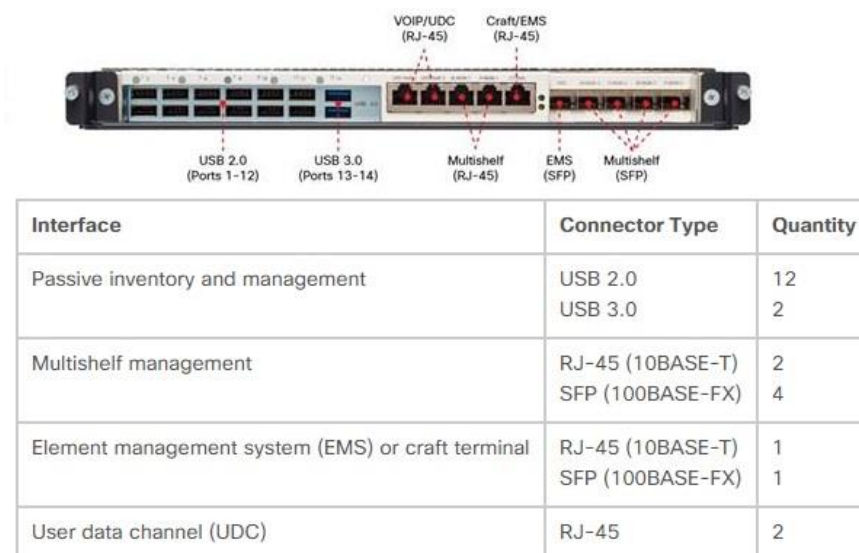 VOIP/UDC
(RJ-45)
Craft/EMS
(RJ-45)
USB 2.0
(Ports 1-12)
USB 3.0
(Ports 13-14)
Multishelf
(RJ-45)
EMS
(SFP)
Multishelf
(SFP)
Interface Connector Type Quantity
Passive inventory and management USB 2.0 12
USB 3.0 2
Multishelf management RJ-45 (10BASE-T) 2
SFP (100BASE-FX) 4
Element management system (EMS) or craft terminal RJ-45 (10BASE-T) 1
SFP (100BASE-FX) 1
User data channel (UDC) RJ-45 2